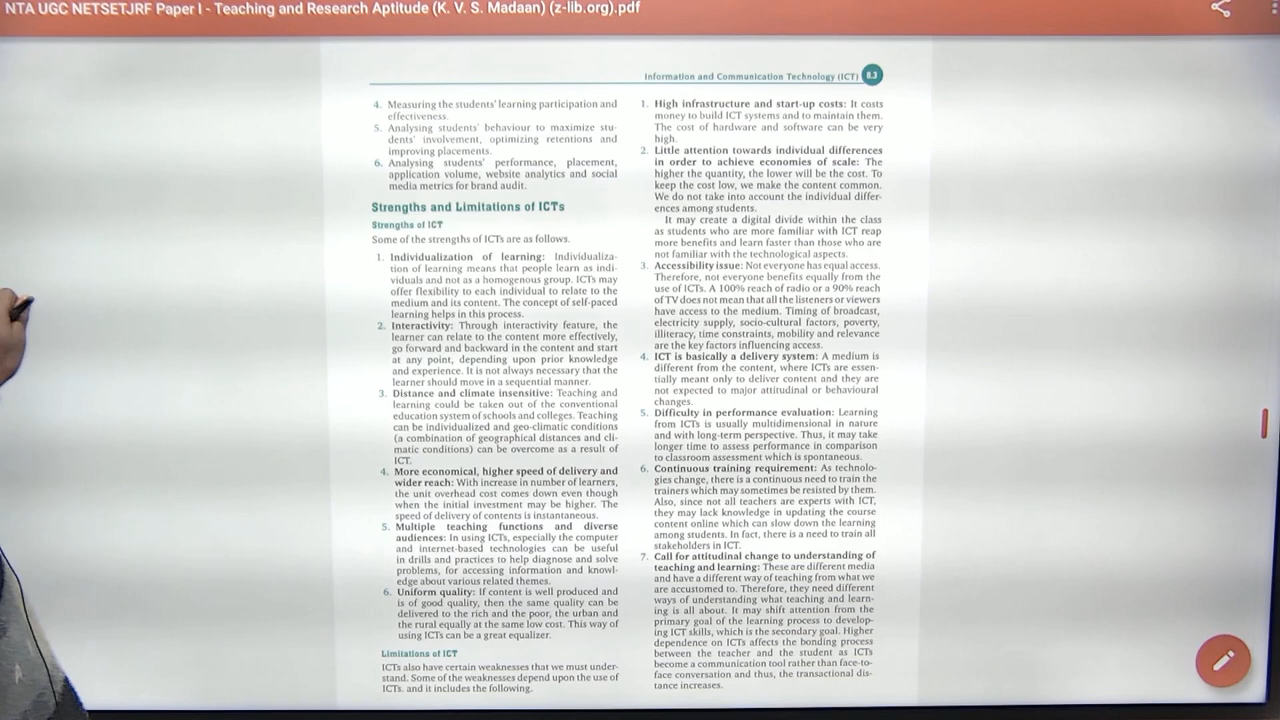 NTA UGC NETSETJRF Paper I - Teaching and Research Aptitude (K. V. S. Madaan) (z-lib.org).pdf
Information and Communication Technology (ICT) 8.3
4. Measuring the students' learning participation and
effectiveness.
5. Analysing students' behaviour to maximize stu-
dents' involvement, optimizing retentions and
improving placements.
6. Analysing students' performance, placement,
application volume, website analytics and social
media metrics for brand audit.
Strengths and Limitations of ICTs
Strengths of ICT
Some of the strengths of ICTs are as follows.
1. Individualization of learning: Individualiza-
tion of learning means that people learn as indi-
viduals and not as a homogenous group. ICTs may
offer flexibility to each individual to relate to the
medium and its content. The concept of self-paced
learning helps in this process.
2. Interactivity: Through interactivity feature, the
learner can relate to the content more effectively,
go forward and backward in the content and start
at any point, depending upon prior knowledge
and experience. It is not always necessary that the
learner should move in a sequential manner.
3. Distance and climate insensitive: Teaching and
learning could be taken out of the conventional
education system of schools and colleges. Teaching
can be individualized and geo-climatic conditions
(a combination of geographical distances and cli-
matic conditions) can be overcome as a result of
ICT.
4. More economical, higher speed of delivery and
wider reach: With increase in number of learners,
the unit overhead cost comes down even though
when the initial investment may be higher. The
speed of delivery of contents is instantaneous.
5. Multiple teaching functions and diverse
audiences: In using ICTs, especially the computer
and internet-based technologies can be useful
in drills and practices to help diagnose and solve
problems, for accessing information and knowl-
edge about various related themes.
6. Uniform quality: If content is well produced and
is of good quality, then the same quality can be
delivered to the rich and the poor, the urban and
the rural equally at the same low cost. This way of
using ICTs can be a great equalizer.
Limitations of ICT
ICTs also have certain weaknesses that we must under-
stand. Some of the weaknesses depend upon the use of
ICTs. and it includes the following.
1. High infrastructure and start-up costs: It costs
money to build ICT systems and to maintain them.
The cost of hardware and software can be very
high.
2. Little attention towards individual differences
in order to achieve economies of scale: The
higher the quantity, the lower will be the cost. To
keep the cost low, we make the content common.
We do not take into account the individual differ-
ences among students.
It may create a digital divide within the class
as students who are more familiar with ICT reap
more benefits and learn faster than those who are
not familiar with the technological aspects.
3. Accessibility issue: Not everyone has equal access.
Therefore, not everyone benefits equally from the
use of ICTs. A 100% reach of radio or a 90% reach
of TV does not mean that all the listeners or viewers
have access to the medium. Timing of broadcast,
electricity supply, socio-cultural factors, poverty,
illiteracy, time constraints, mobility and relevance
are the key factors influencing access.
4. ICT is basically a delivery system: A medium is
different from the content, where ICTs are essen-
tially meant only to deliver content and they are
not expected to major attitudinal or behavioural
changes.
5. Difficulty in performance evaluation: Learning
from ICTs is usually multidimensional in nature
and with long-term perspective. Thus, it may take
longer time to assess performance in comparison
to classroom assessment which is spontaneous.
6. Continuous training requirement: As technolo-
gies change, there is a continuous need to train the
trainers which may sometimes be resisted by them.
Also, since not all teachers are experts with ICT,
they may lack knowledge in updating the course
content online which can slow down the learning
among students. In fact, there is a need to train all
stakeholders in ICT.
7. Call for attitudinal change to understanding of
teaching and learning: These are different media
and have a different way of teaching from what we
are accustomed to. Therefore, they need different
ways of understanding what teaching and learn-
ing is all about. It may shift attention from the
primary goal of the learning process to develop-
ing ICT skills, which is the secondary goal. Higher
dependence on ICTs affects the bonding process
between the teacher and the student as ICTs
become a communication tool rather than face-to-
face conversation and thus, the transactional dis-
tance increases.